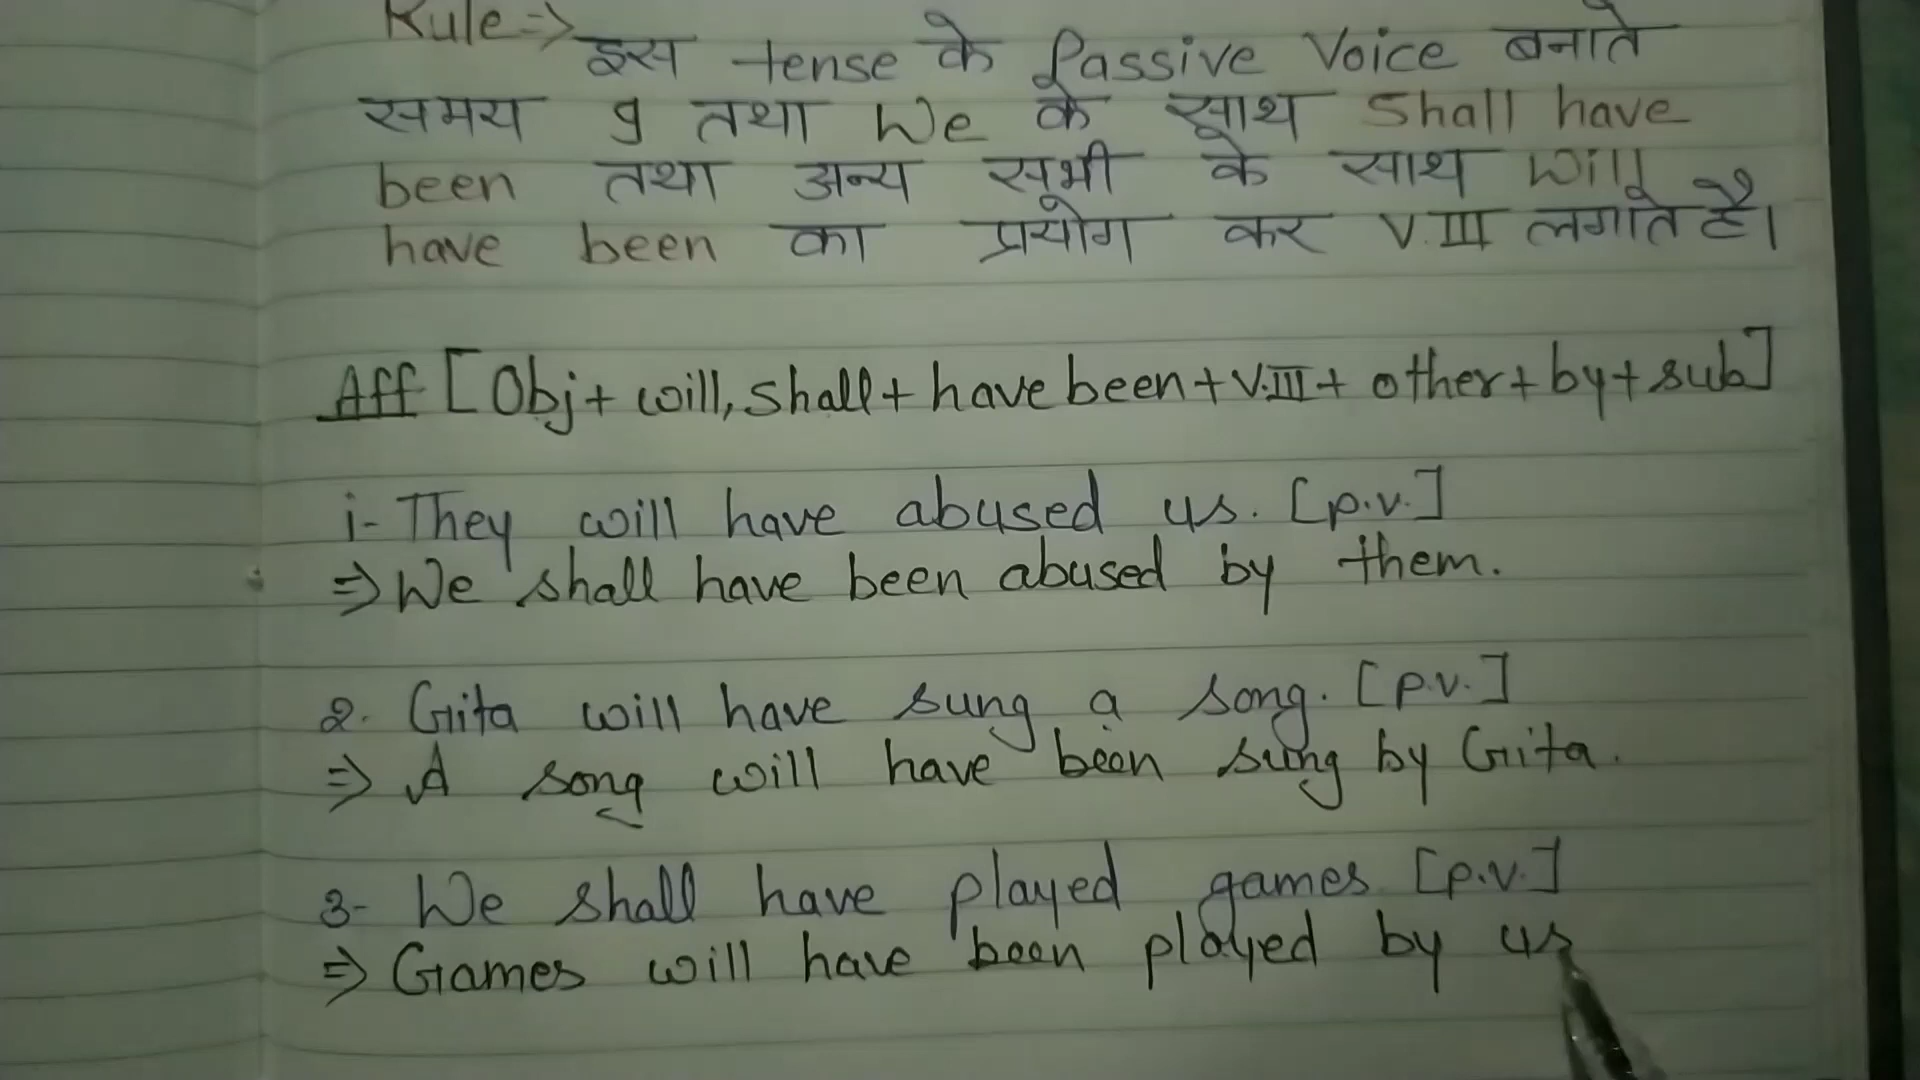 Rule=>
इस tense के Passive Voice बनाते
समय I तथा We के साथ Shall have
been तथा अन्य सभी के साथ will
have been का प्रयोग कर V.III लगाते है।
Aff [Obj+ will, shall+ have been+V.III+ other+by+sub]
i- They will have abused us. [p.v.]
=> We shall have been abused by them.
2. Gita will have sung a song. [p.v.]
=> A song will have been sung by Gita.
3- We shall have played games [p.v.]
=> Games will have been played by us